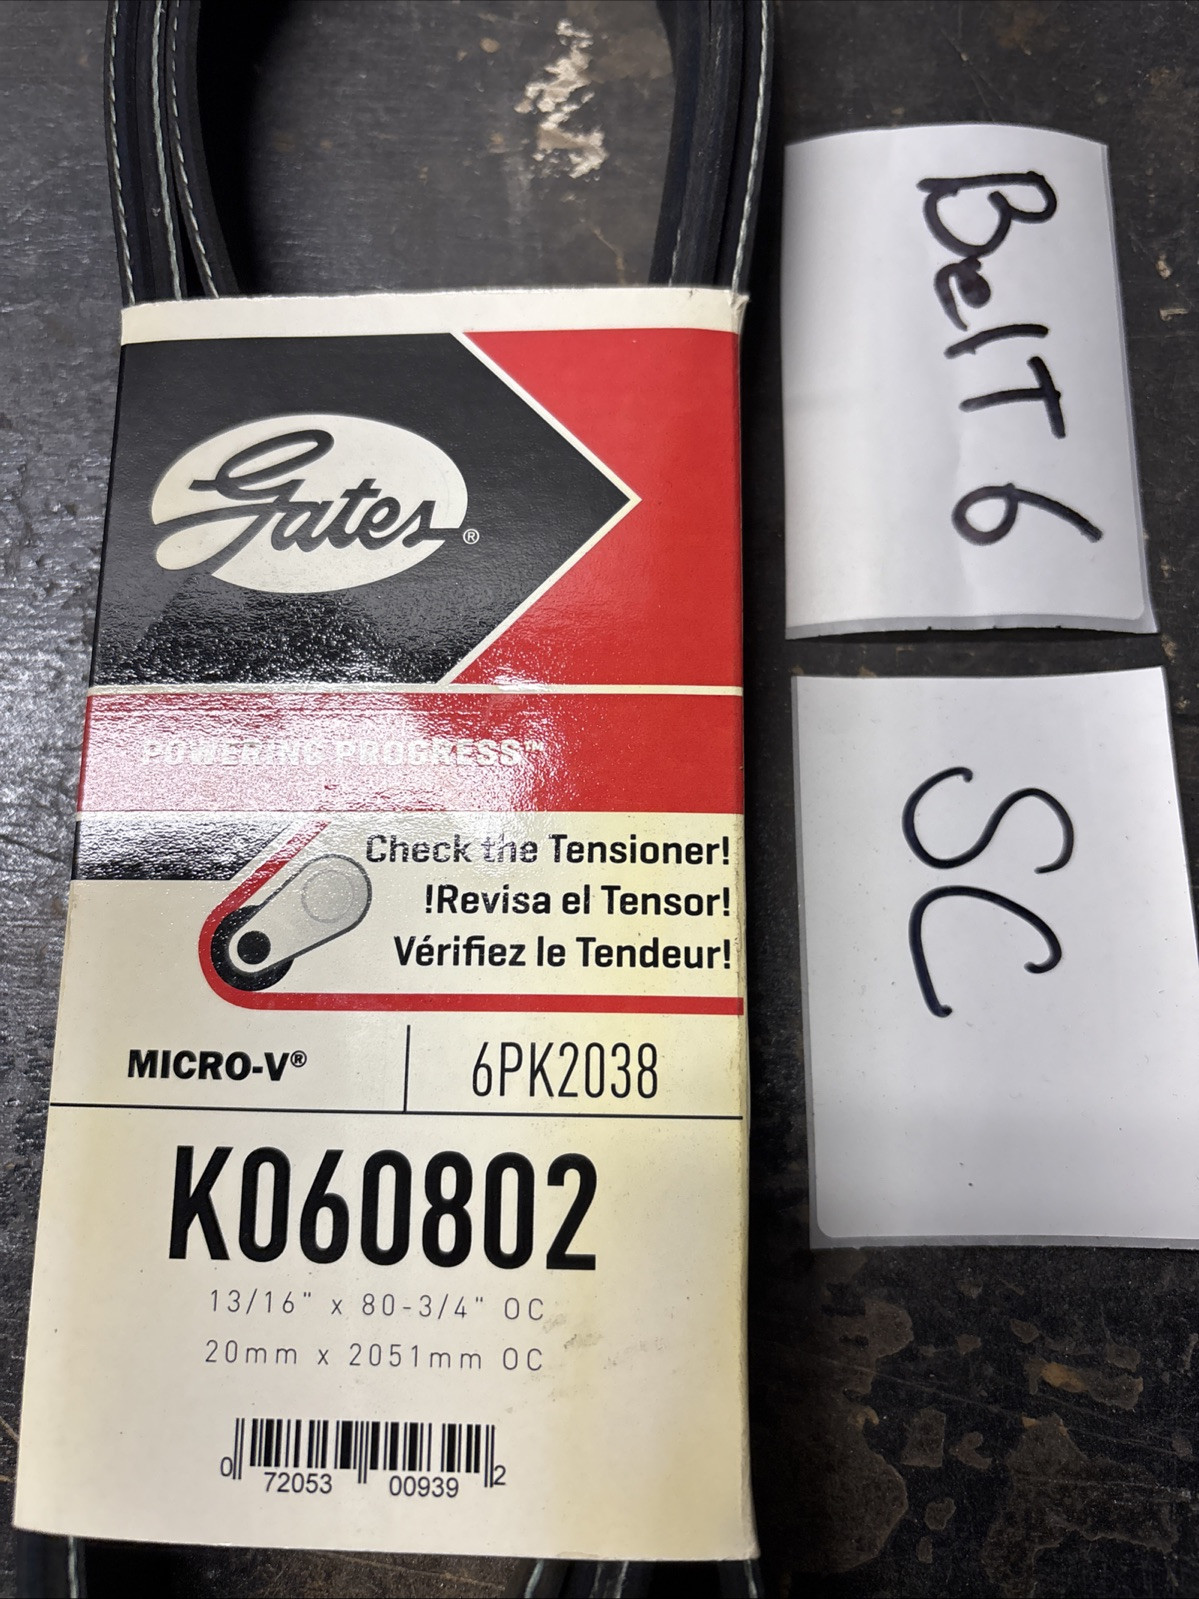 Gates®
POWERING PROGRESS™
Check the Tensioner!
!Revisa el Tensor!
Vérifiez le Tendeur!
MICRO-V®
6PK2038
K060802
13/16" x 80-3/4" OC
20mm x 2051mm OC
0 72053 00939 2
BelT 6
SC